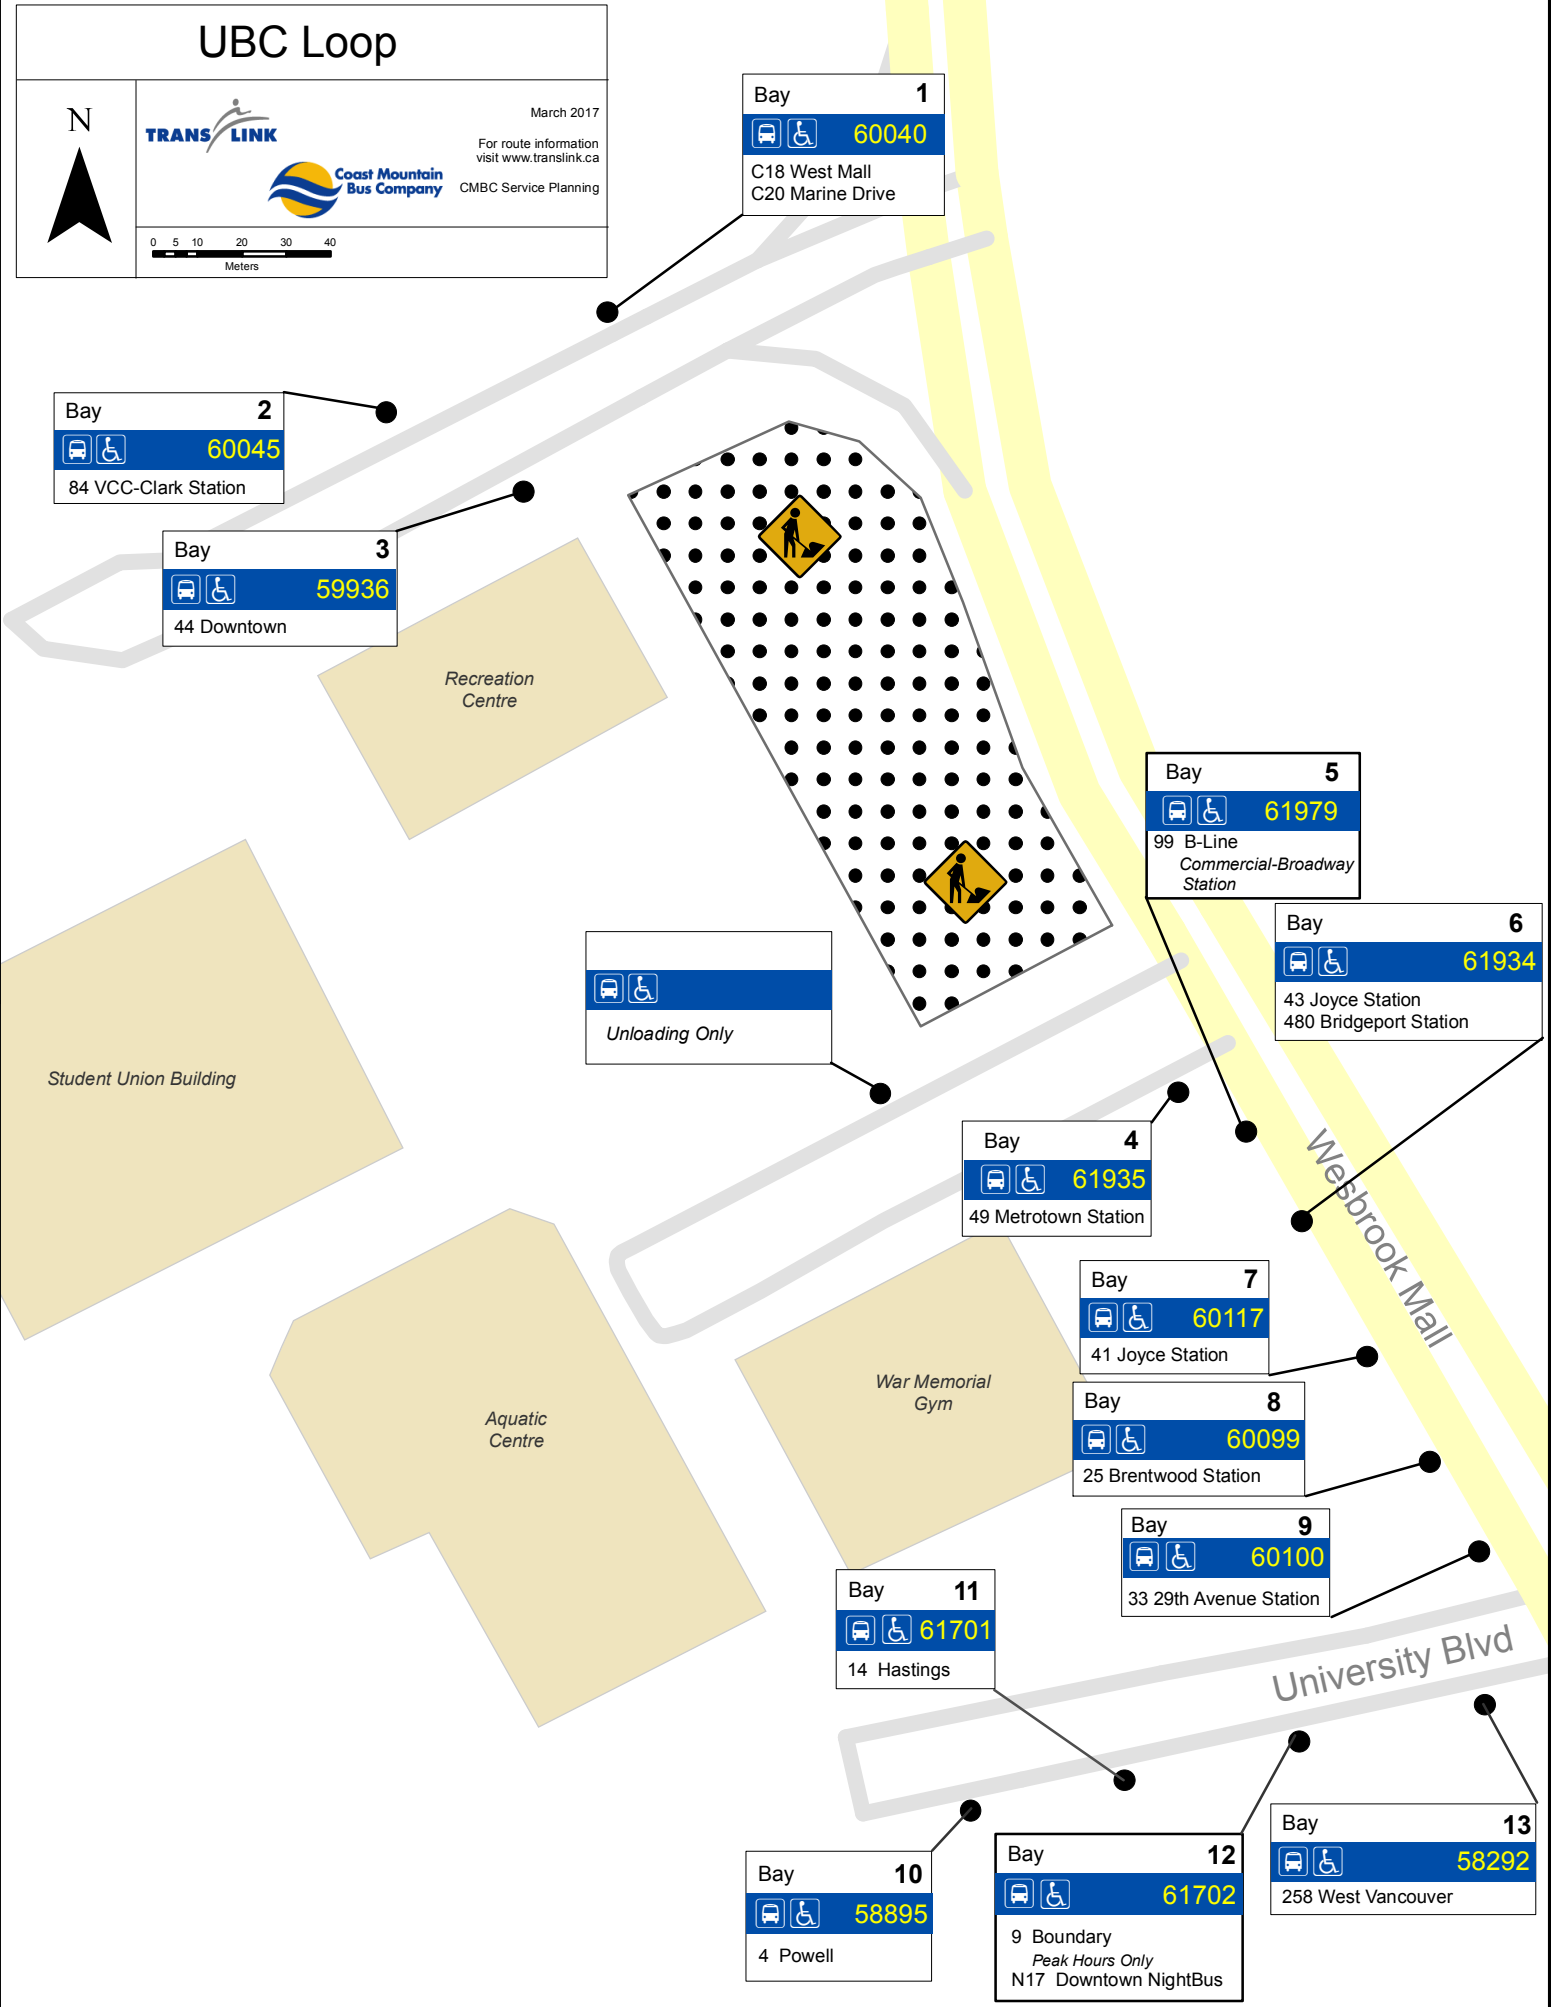 UBC Loop
N
TRANS LINK
March 2017
For route information
visit www.translink.ca
Coast Mountain
Bus Company
CMBC Service Planning
0 5 10 20 30 40
Meters
Bay 1
60040
C18 West Mall
C20 Marine Drive
Bay 2
60045
84 VCC-Clark Station
Bay 3
59936
44 Downtown
Recreation
Centre
Bay 5
61979
99 B-Line
Commercial-Broadway
Station
Bay 6
61934
43 Joyce Station
480 Bridgeport Station
Unloading Only
Student Union Building
Bay 4
61935
49 Metrotown Station
Wesbrook Mall
Bay 7
60117
41 Joyce Station
War Memorial
Gym
Aquatic
Centre
Bay 8
60099
25 Brentwood Station
Bay 9
60100
33 29th Avenue Station
Bay 11
61701
14 Hastings
University Blvd
Bay 10
58895
4 Powell
Bay 12
61702
9 Boundary
Peak Hours Only
N17 Downtown NightBus
Bay 13
58292
258 West Vancouver